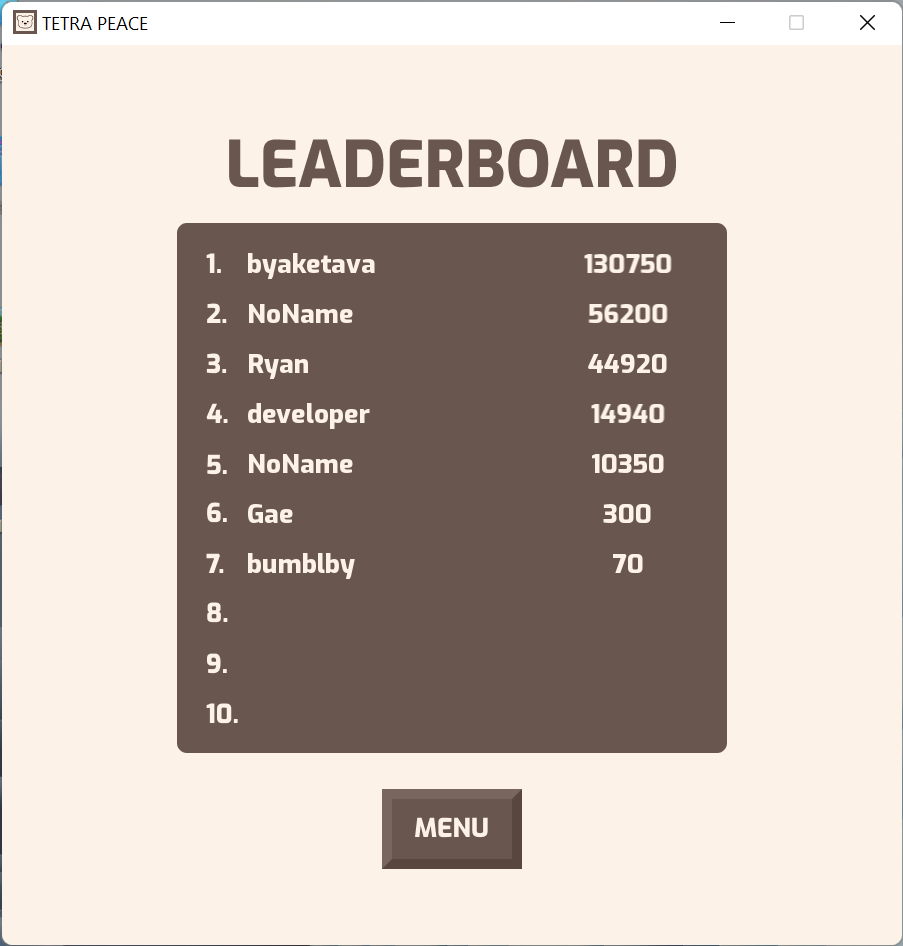 TETRA PEACE
LEADERBOARD
1. byaketava 130750
2. NoName 56200
3. Ryan 44920
4. developer 14940
5. NoName 10350
6. Gae 300
7. bumblby 70
8.
9.
10.
MENU